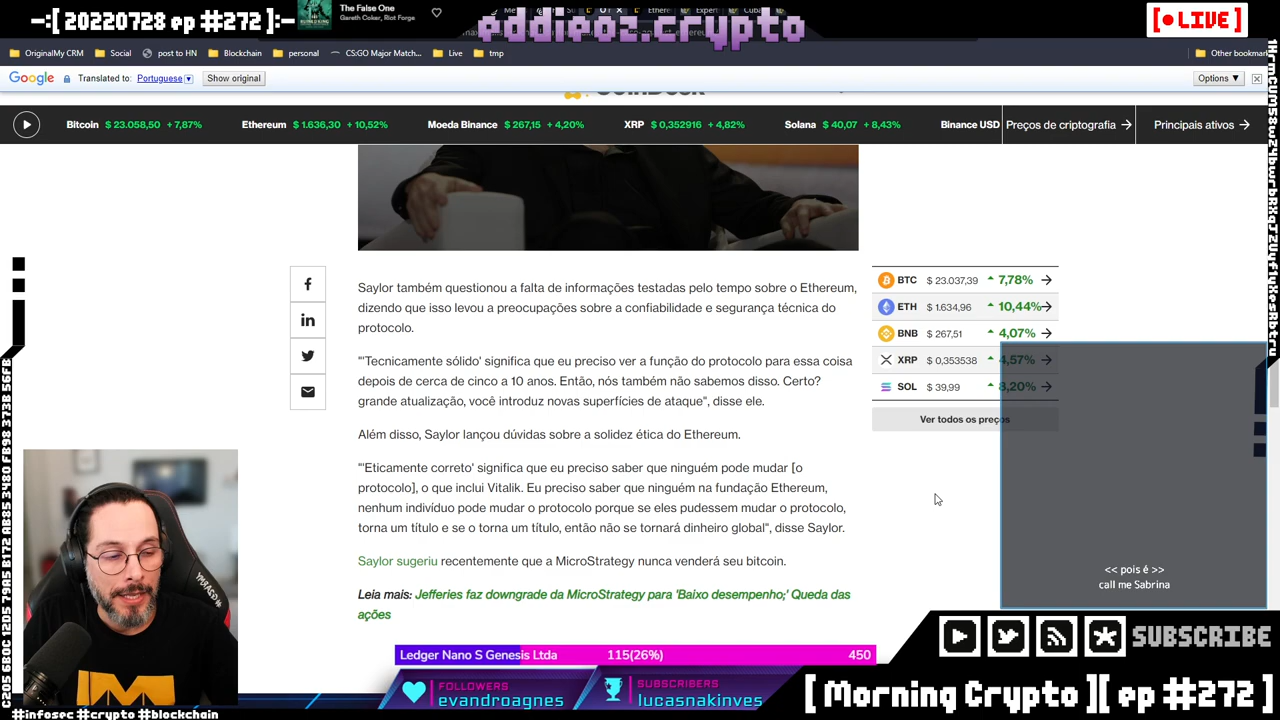 -:[ 20220728 ep #272 ]:-
The False One
Gareth Coker, Riot Forge
eddieoz.crypto
[ • LIVE ]
OriginalMy CRM
Social
post to HN
Blockchain
personal
CS:GO Major Match...
Live
tmp
Other bookmark
Google
Translated to: Portuguese
Show original
Options ▼
CoinDesk
Bitcoin $ 23.058,50 + 7,87%
Ethereum $ 1.636,30 + 10,52%
Moeda Binance $ 267,15 + 4,20%
XRP $ 0,352916 + 4,82%
Solana $ 40,07 + 8,43%
Binance USD
Preços de criptografia →
Principais ativos →
Saylor também questionou a falta de informações testadas pelo tempo sobre o Ethereum,
dizendo que isso levou a preocupações sobre a confiabilidade e segurança técnica do
protocolo.
"'Tecnicamente sólido' significa que eu preciso ver a função do protocolo para essa coisa
depois de cerca de cinco a 10 anos. Então, nós também não sabemos disso. Certo?
grande atualização, você introduz novas superfícies de ataque", disse ele.
Além disso, Saylor lançou dúvidas sobre a solidez ética do Ethereum.
"'Eticamente correto' significa que eu preciso saber que ninguém pode mudar [o
protocolo], o que inclui Vitalik. Eu preciso saber que ninguém na fundação Ethereum,
nenhum indivíduo pode mudar o protocolo porque se eles pudessem mudar o protocolo,
torna um título e se o torna um título, então não se tornará dinheiro global", disse Saylor.
Saylor sugeriu recentemente que a MicroStrategy nunca venderá seu bitcoin.
Leia mais: Jefferies faz downgrade da MicroStrategy para 'Baixo desempenho;' Queda das
ações
BTC $ 23.037,39 7,78% →
ETH $ 1.634,96 10,44% →
BNB $ 267,51 4,07% →
XRP $ 0,353538 4,57% →
SOL $ 39,99 8,20% →
Ver todos os preços
<< pois é >>
call me Sabrina
Ledger Nano S Genesis Ltda 115(26%) 450
FOLLOWERS
evandroagnes
SUBSCRIBERS
lucasnakinves
SUBSCRIBE
[ Morning Crypto ][ ep #272 ]
#infosec #crypto #blockchain